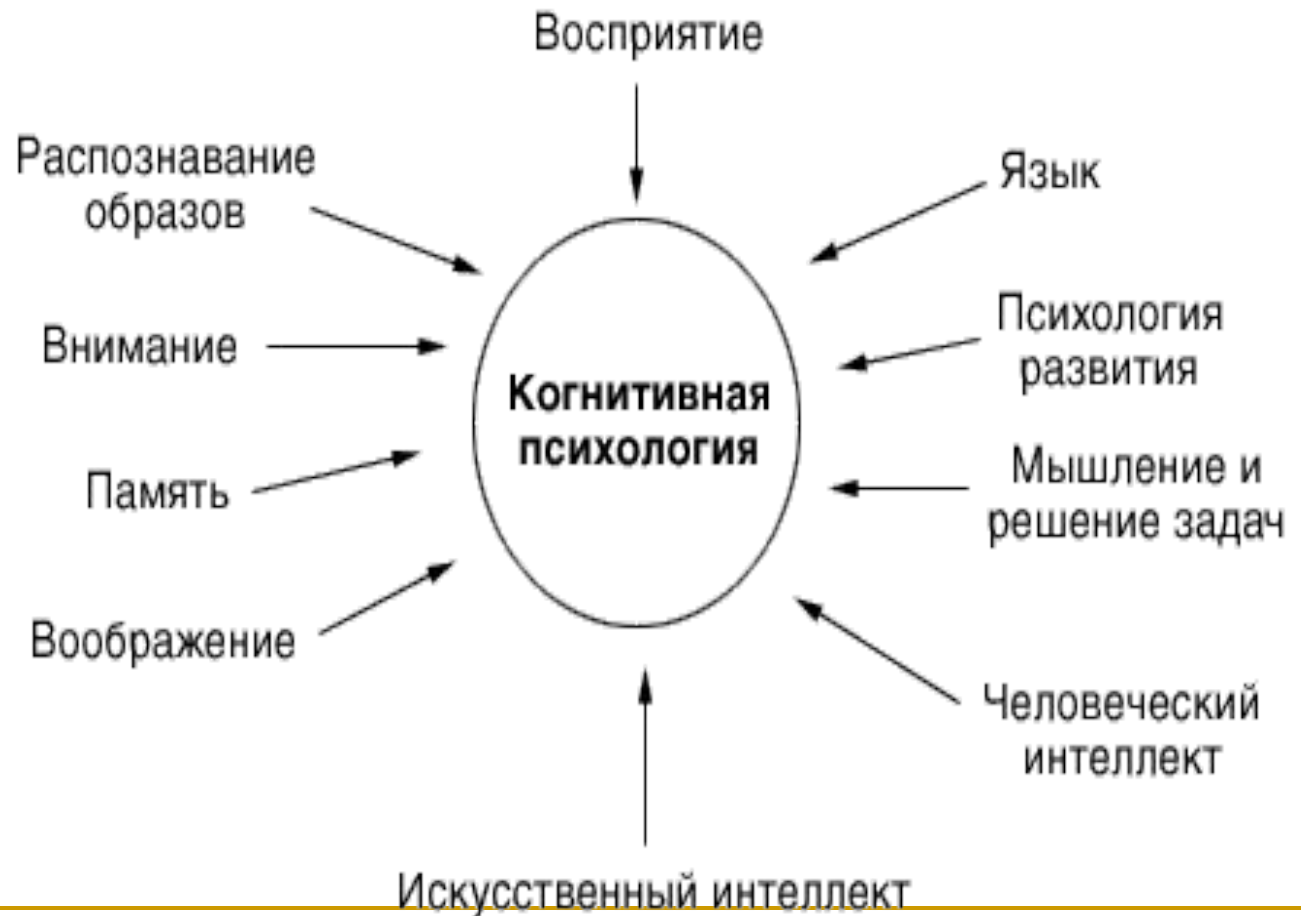 Восприятие
Распознавание
образов
Язык
Внимание
Психология
развития
Когнитивная
психология
Память
Мышление и
решение задач
Воображение
Человеческий
интеллект
Искусственный интеллект